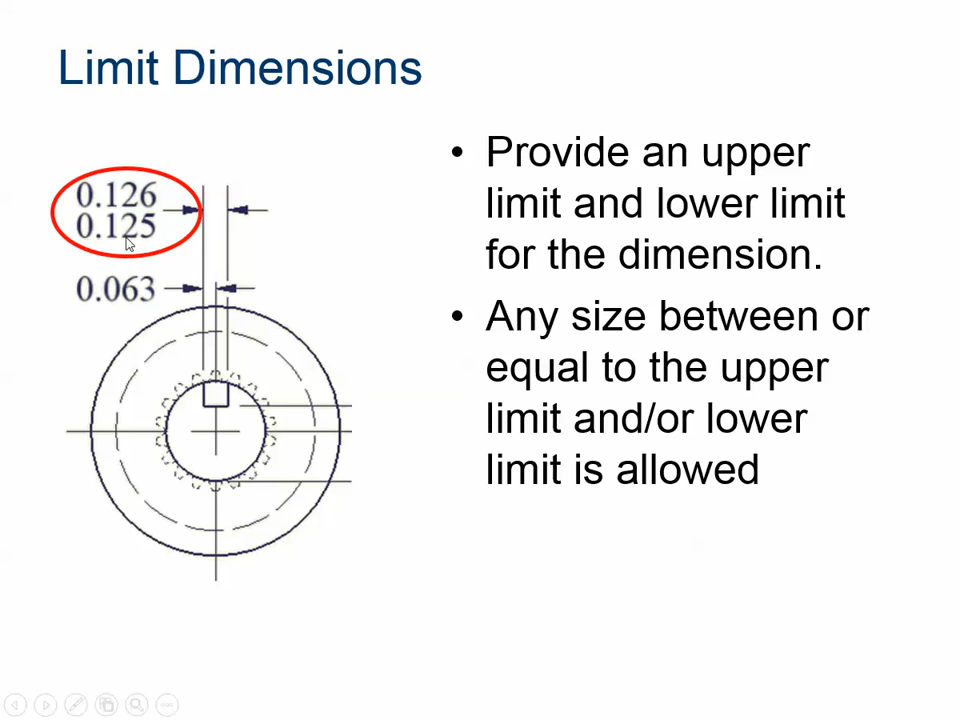 Limit Dimensions
0.126
0.125
0.063
• Provide an upper
limit and lower limit
for the dimension.
• Any size between or
equal to the upper
limit and/or lower
limit is allowed